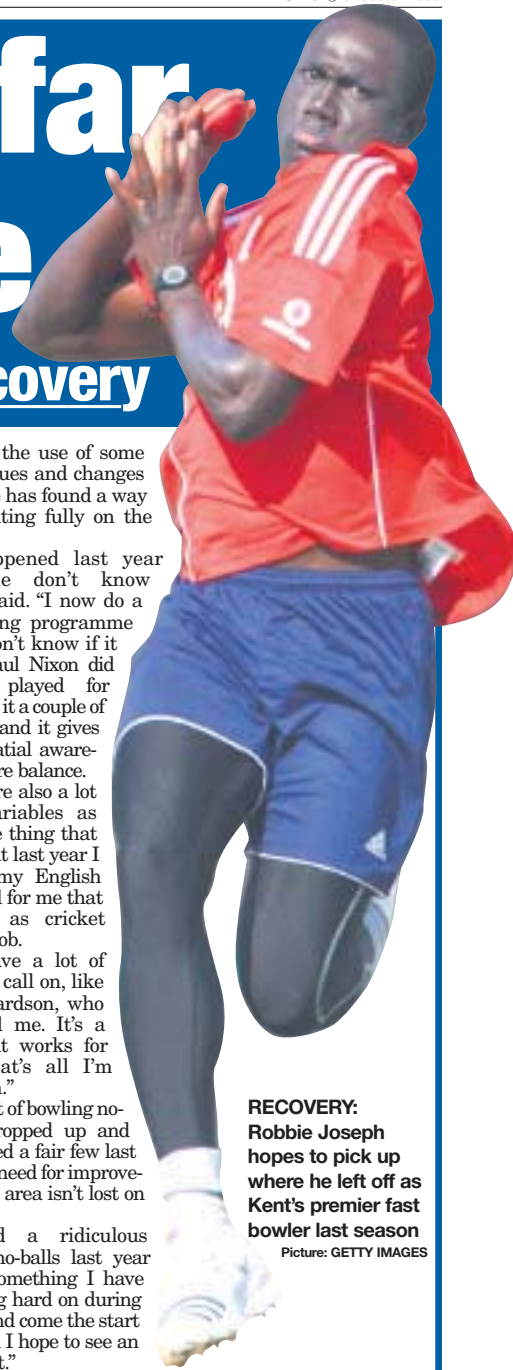 far
e
covery
the use of some
ues and changes
has found a way
ting fully on the
ppened last year
e don't know
aid. “I now do a
ng programme
on't know if it
aul Nixon did
played for
it a couple of
and it gives
atial aware-
re balance.
re also a lot
ariables as
e thing that
t last year I
my English
l for me that
as cricket
ob.
ve a lot of
call on, like
ardson, who
l me. It's a
t works for
at's all I'm
.”
t of bowling no-
ropped up and
ed a fair few last
need for improve-
area isn't lost on
d a ridiculous
no-balls last year
omething I have
g hard on during
nd come the start
I hope to see an
t.”
RECOVERY:
Robbie Joseph
hopes to pick up
where he left off as
Kent's premier fast
bowler last season
Picture: GETTY IMAGES